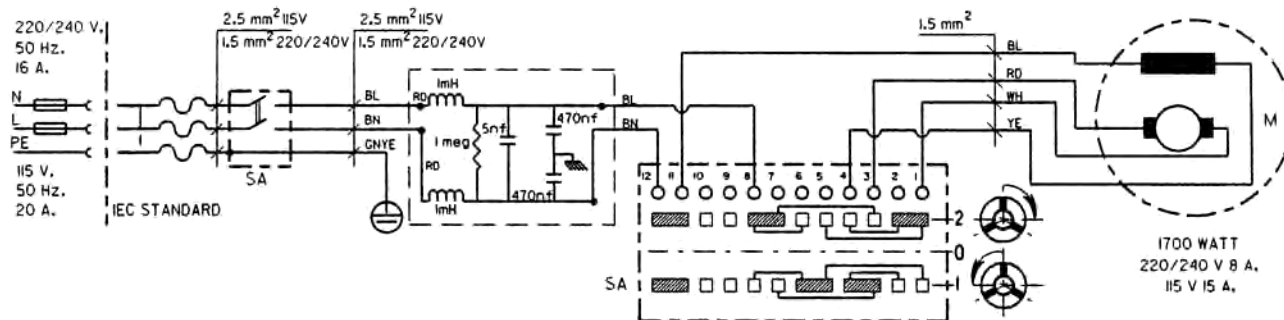 220/240 V.
50 Hz.
16 A.
N
L
PE
115 V.
50 Hz.
20 A.
IEC STANDARD
2.5 mm² 115V
1.5 mm² 220/240V
SA
2.5 mm² 115V
1.5 mm² 220/240V
BL
BN
GNYE
RD
1mH
RD
1mH
1 meg
5nf
470nf
470nf
BL
BN
12 11 10 9 8 7 6 5 4 3 2 1
2
0
1
SA
1.5 mm²
BL
RD
WH
YE
M
1700 WATT
220/240 V 8 A.
115 V 15 A.